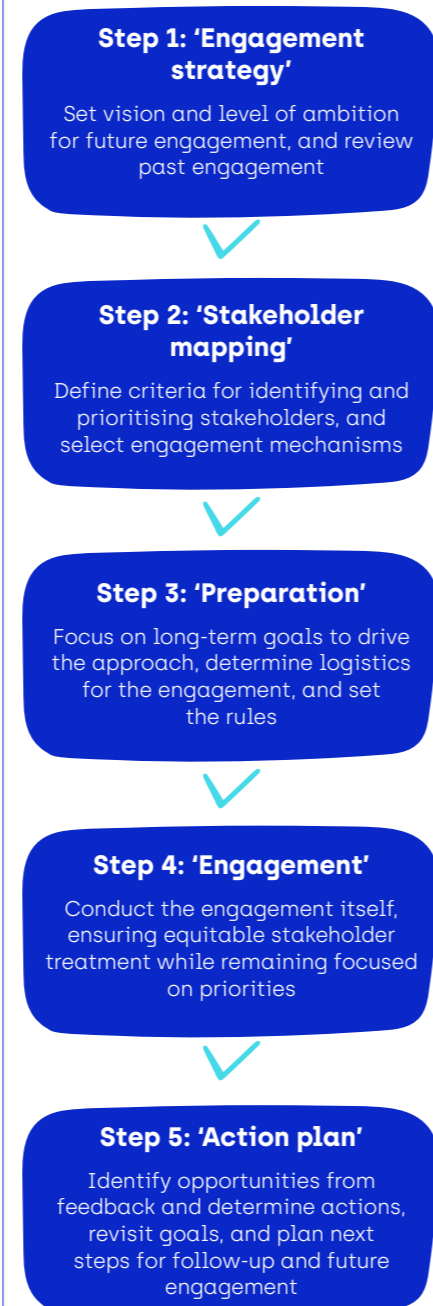 Step 1: ‘Engagement
strategy’
Set vision and level of ambition
for future engagement, and review
past engagement
Step 2: ‘Stakeholder
mapping’
Define criteria for identifying and
prioritising stakeholders, and
select engagement mechanisms
Step 3: ‘Preparation’
Focus on long-term goals to drive
the approach, determine logistics
for the engagement, and set
the rules
Step 4: ‘Engagement’
Conduct the engagement itself,
ensuring equitable stakeholder
treatment while remaining focused
on priorities
Step 5: ‘Action plan’
Identify opportunities from
feedback and determine actions,
revisit goals, and plan next
steps for follow-up and future
engagement